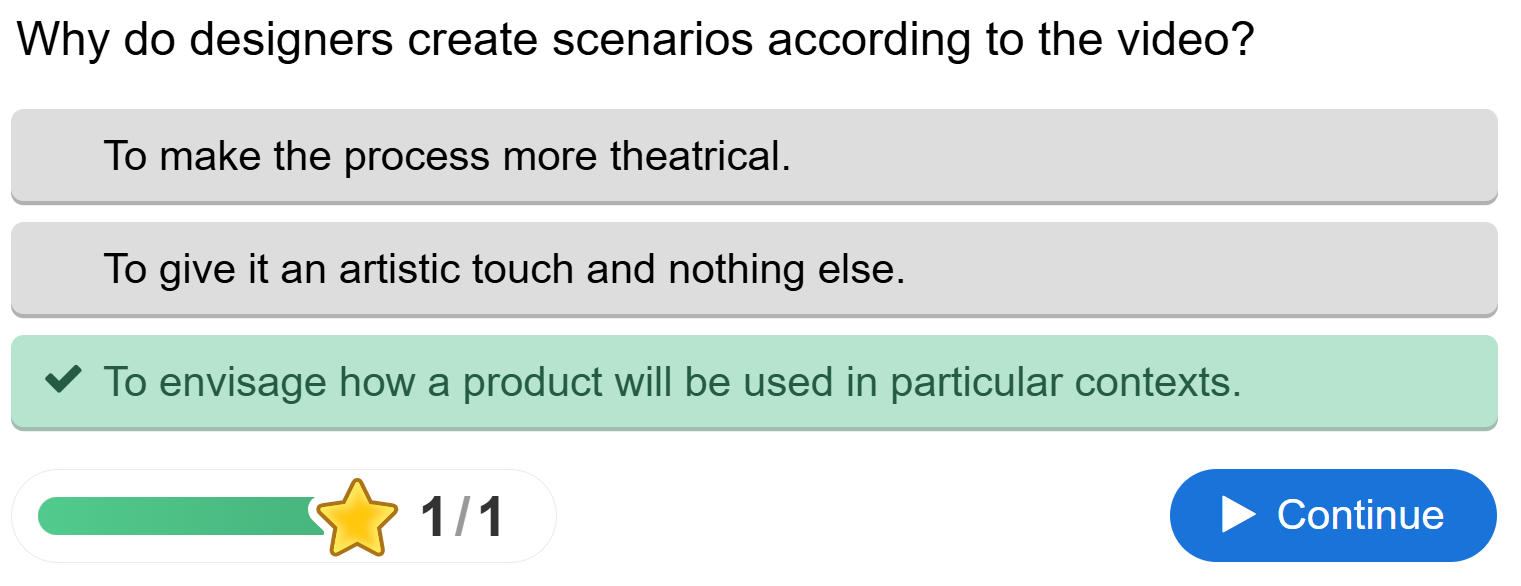 Why do designers create scenarios according to the video?
To make the process more theatrical.
To give it an artistic touch and nothing else.
To envisage how a product will be used in particular contexts.
1/1
Continue